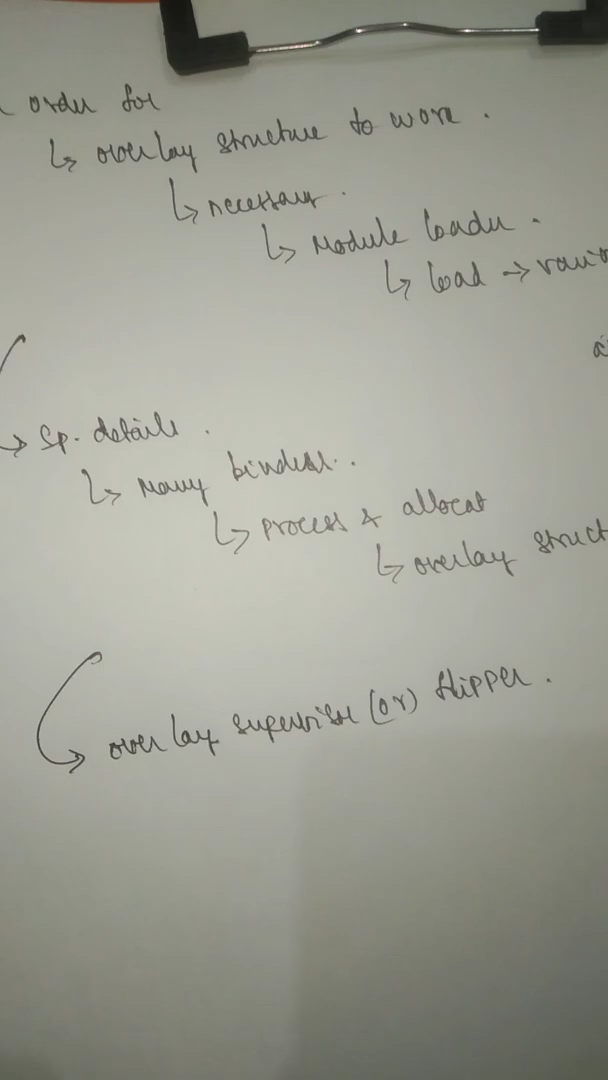 order for
↳ overlay structure to work.
↳ necessary.
↳ Module loader.
↳ load →
→ Sp. details.
↳ Many binders.
↳ process & allocat
↳ overlay struct
overlay supervisor (or) flipper.